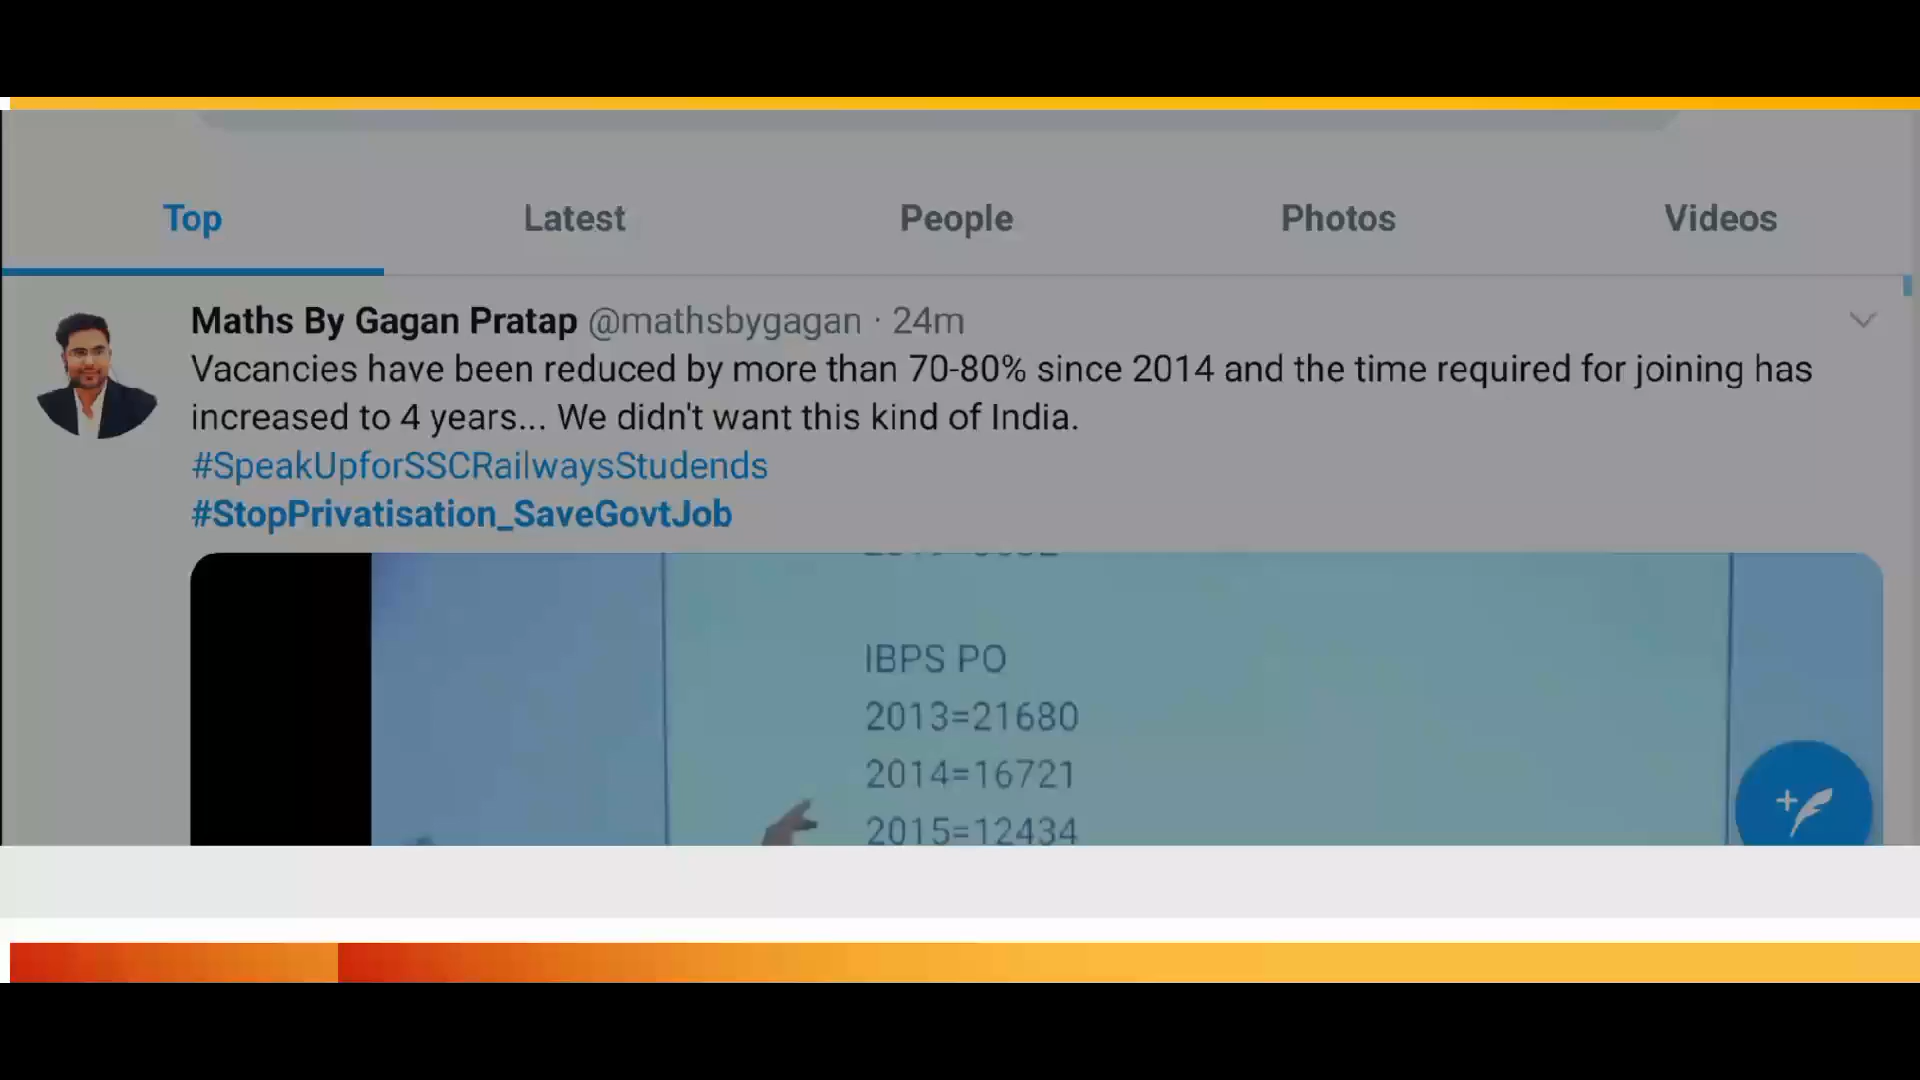 Top Latest People Photos Videos
Maths By Gagan Pratap @mathsbygagan · 24m
Vacancies have been reduced by more than 70-80% since 2014 and the time required for joining has
increased to 4 years... We didn't want this kind of India.
#SpeakUpforSSCRailwaysStudends
#StopPrivatisation_SaveGovtJob
IBPS PO
2013=21680
2014=16721
2015=12434